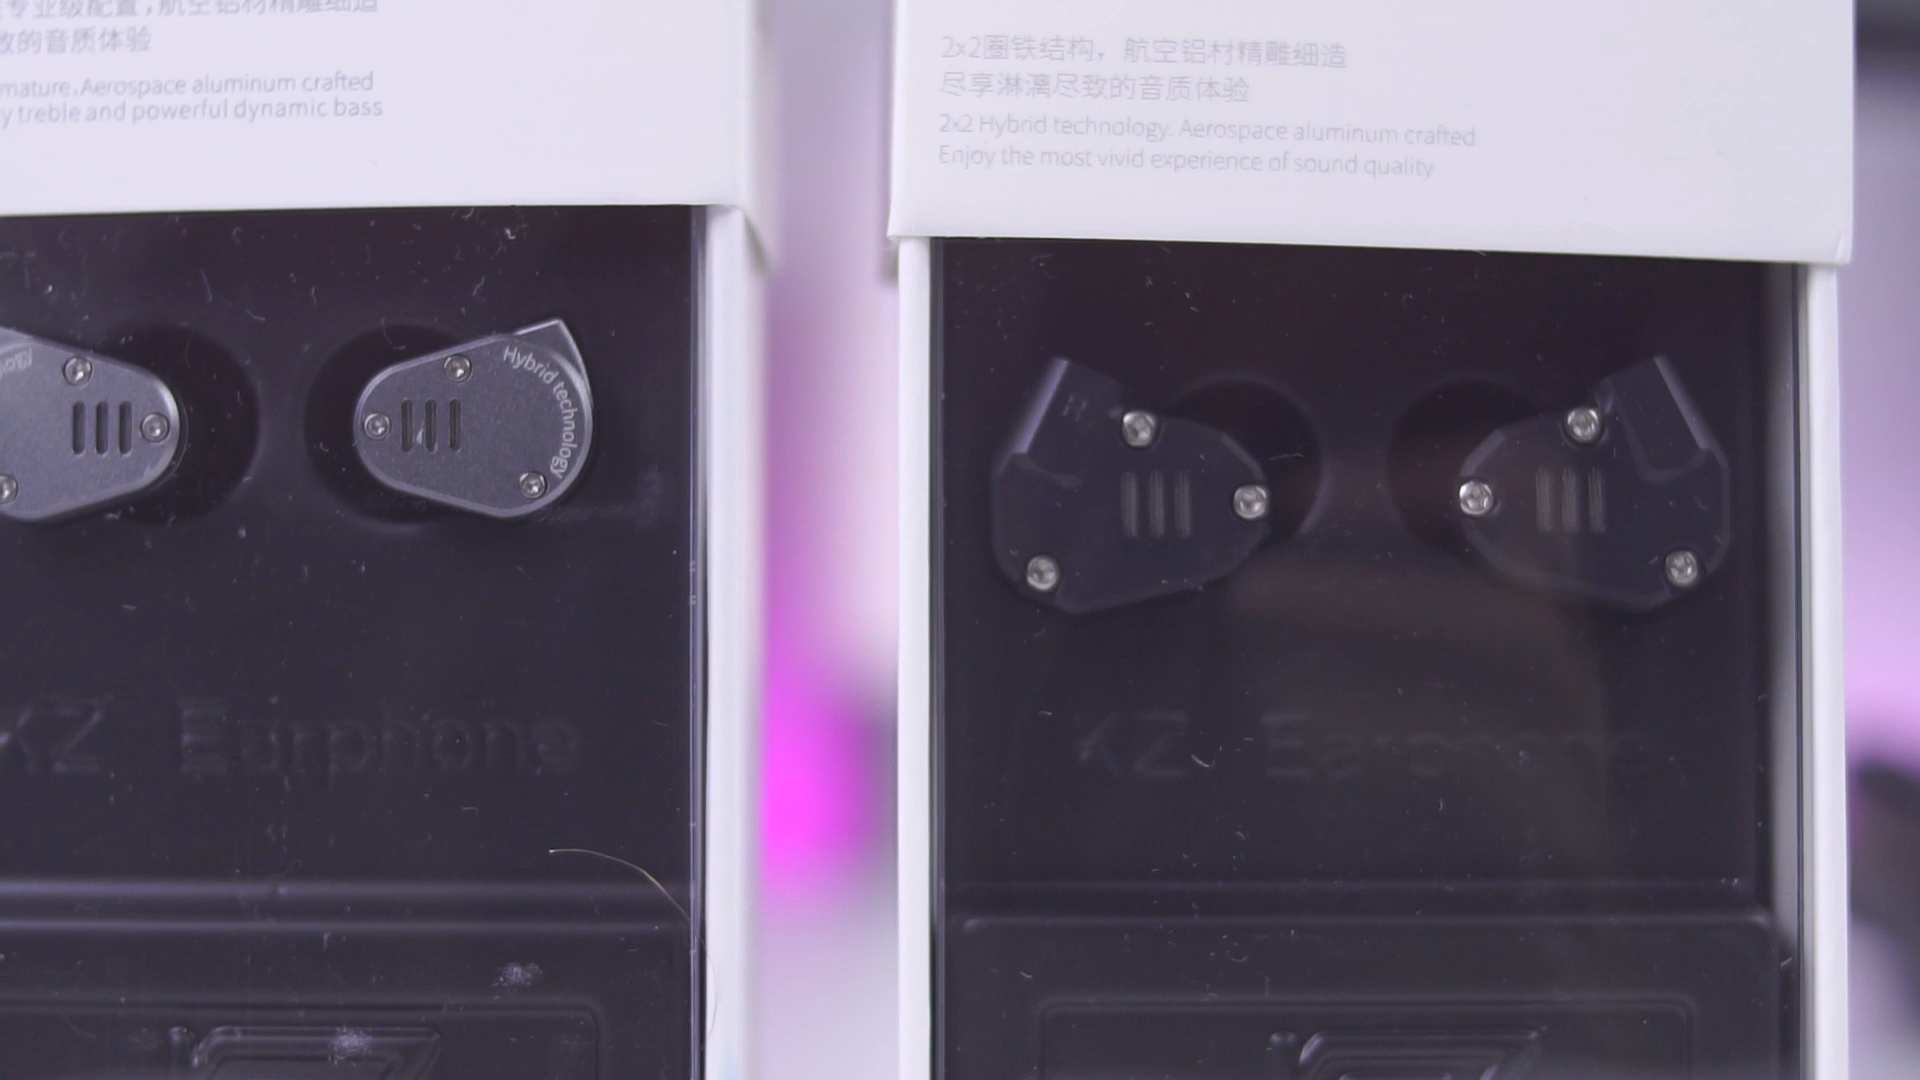 专业级配置，航空铝材精雕细造
致的音质体验
mature. Aerospace aluminum crafted
y treble and powerful dynamic bass
Hybrid technology
KZ Earphone
2x2圈铁结构，航空铝材精雕细造
尽享淋漓尽致的音质体验
2x2 Hybrid technology. Aerospace aluminum crafted
Enjoy the most vivid experience of sound quality
KZ Earphone